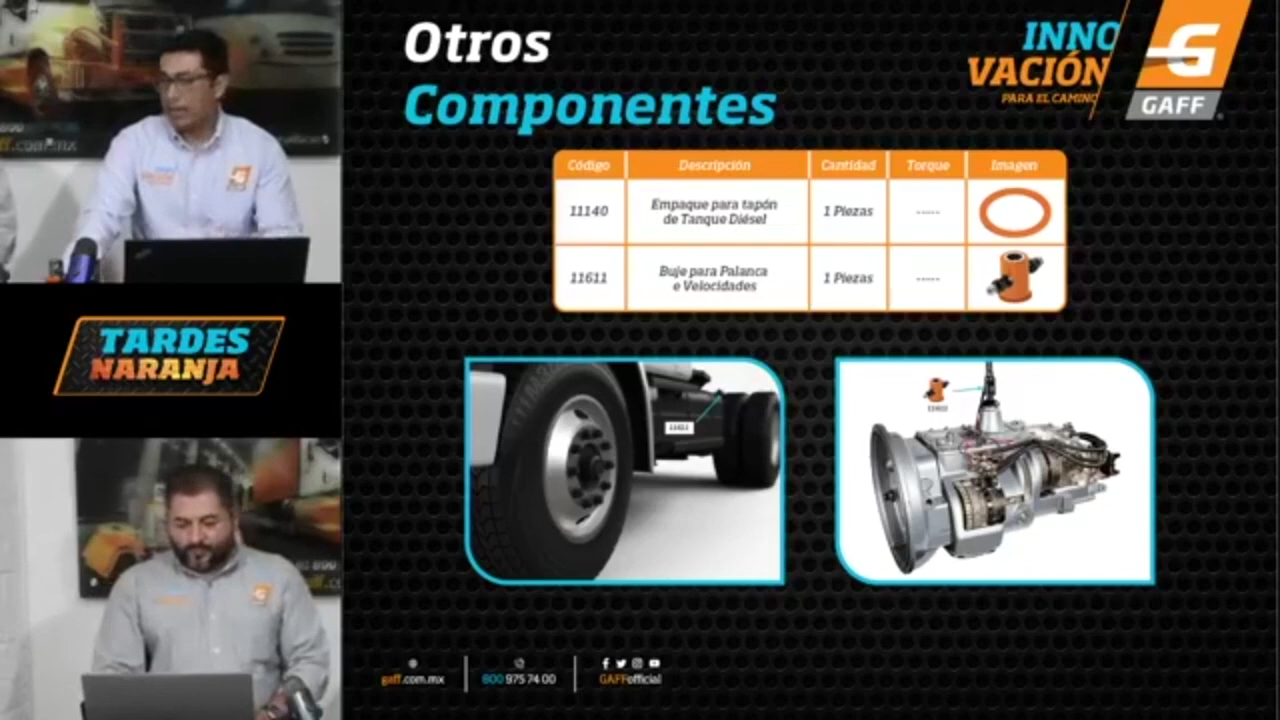 Otros
Componentes
INNO
VACIÓN
PARA EL CAMINO
G
GAFF
Código Descripción Cantidad Torque Imagen
11140 Empaque para tapón de Tanque Diésel 1 Piezas -----
11611 Buje para Palanca e Velocidades 1 Piezas -----
TARDES
NARANJA
gaff.com.mx
800 975 74 00
GAFFofficial